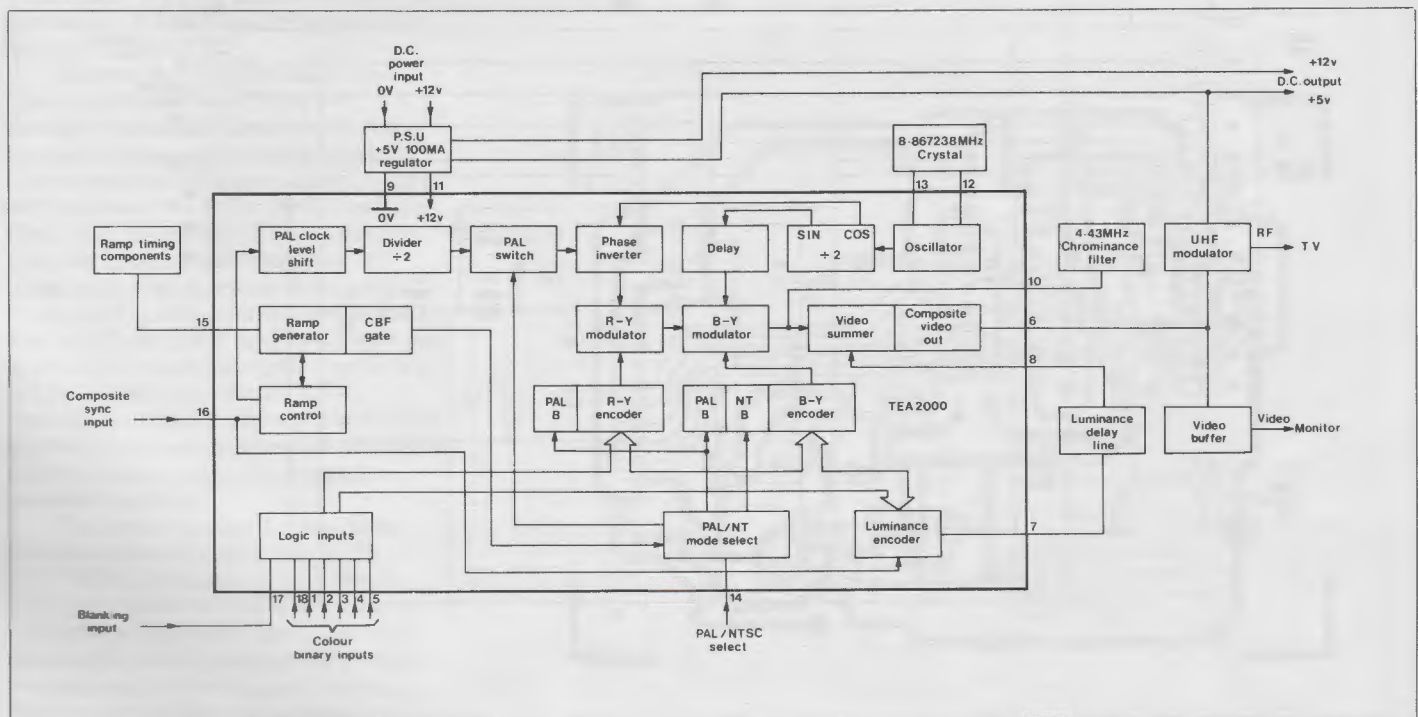 D.C.
power
input
0V +12v
+12v
D.C. output
+5v
P.S.U
+5V 100MA
regulator
8·867238MHz
Crystal
9 11
13 12
0V +12v
Ramp timing
components
PAL clock
level
shift
Divider
÷2
PAL
switch
Phase
inverter
Delay
SIN COS
÷ 2
Oscillator
4·43MHz
Chrominance
filter
UHF
modulator
RF
TV
10
15
Ramp
generator
CBF
gate
R-Y
modulator
B-Y
modulator
Video
summer
Composite
video
out
6
8
Composite
sync
input
16
Ramp
control
PAL
B
R-Y
encoder
PAL
B
NT
B
B-Y
encoder
TEA2000
Luminance
delay
line
Video
buffer
Video
Monitor
Logic inputs
PAL/NT
mode select
Luminance
encoder
7
17 18 1 2 3 4 5
14
Blanking
input
Colour
binary inputs
PAL/NTSC
select